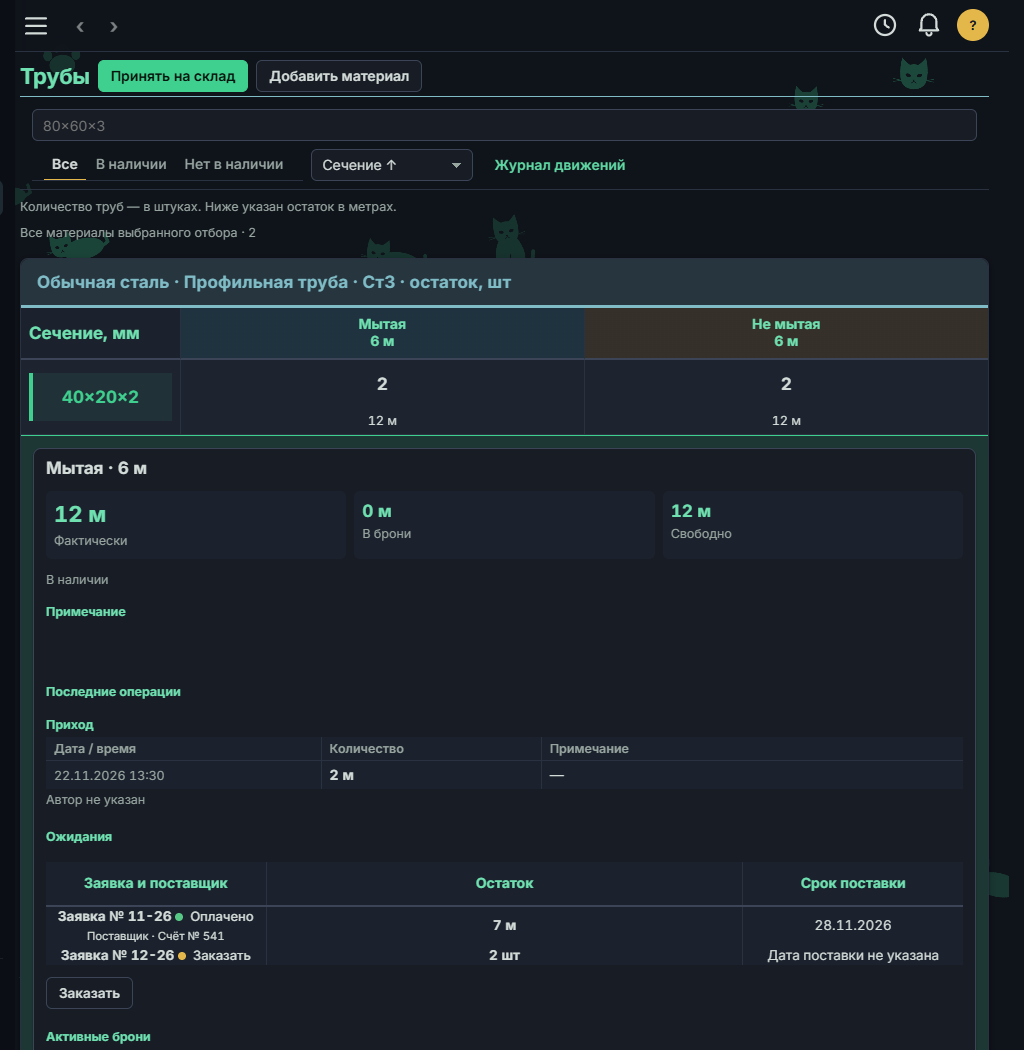 ?
Трубы Принять на склад Добавить материал
80×60×3
Все В наличии Нет в наличии Сечение ↑ Журнал движений
Количество труб — в штуках. Ниже указан остаток в метрах.
Все материалы выбранного отбора · 2
Обычная сталь · Профильная труба · Ст3 · остаток, шт
Сечение, мм Мытая Не мытая
6 м 6 м
40×20×2 2 2
12 м 12 м
Мытая · 6 м
12 м 0 м 12 м
Фактически В брони Свободно
В наличии
Примечание
Последние операции
Приход
Дата / время Количество Примечание
22.11.2026 13:30 2 м —
Автор не указан
Ожидания
Заявка и поставщик Остаток Срок поставки
Заявка № 11-26 Оплачено 7 м 28.11.2026
Поставщик · Счёт № 541
Заявка № 12-26 Заказать 2 шт Дата поставки не указана
Заказать
Активные брони